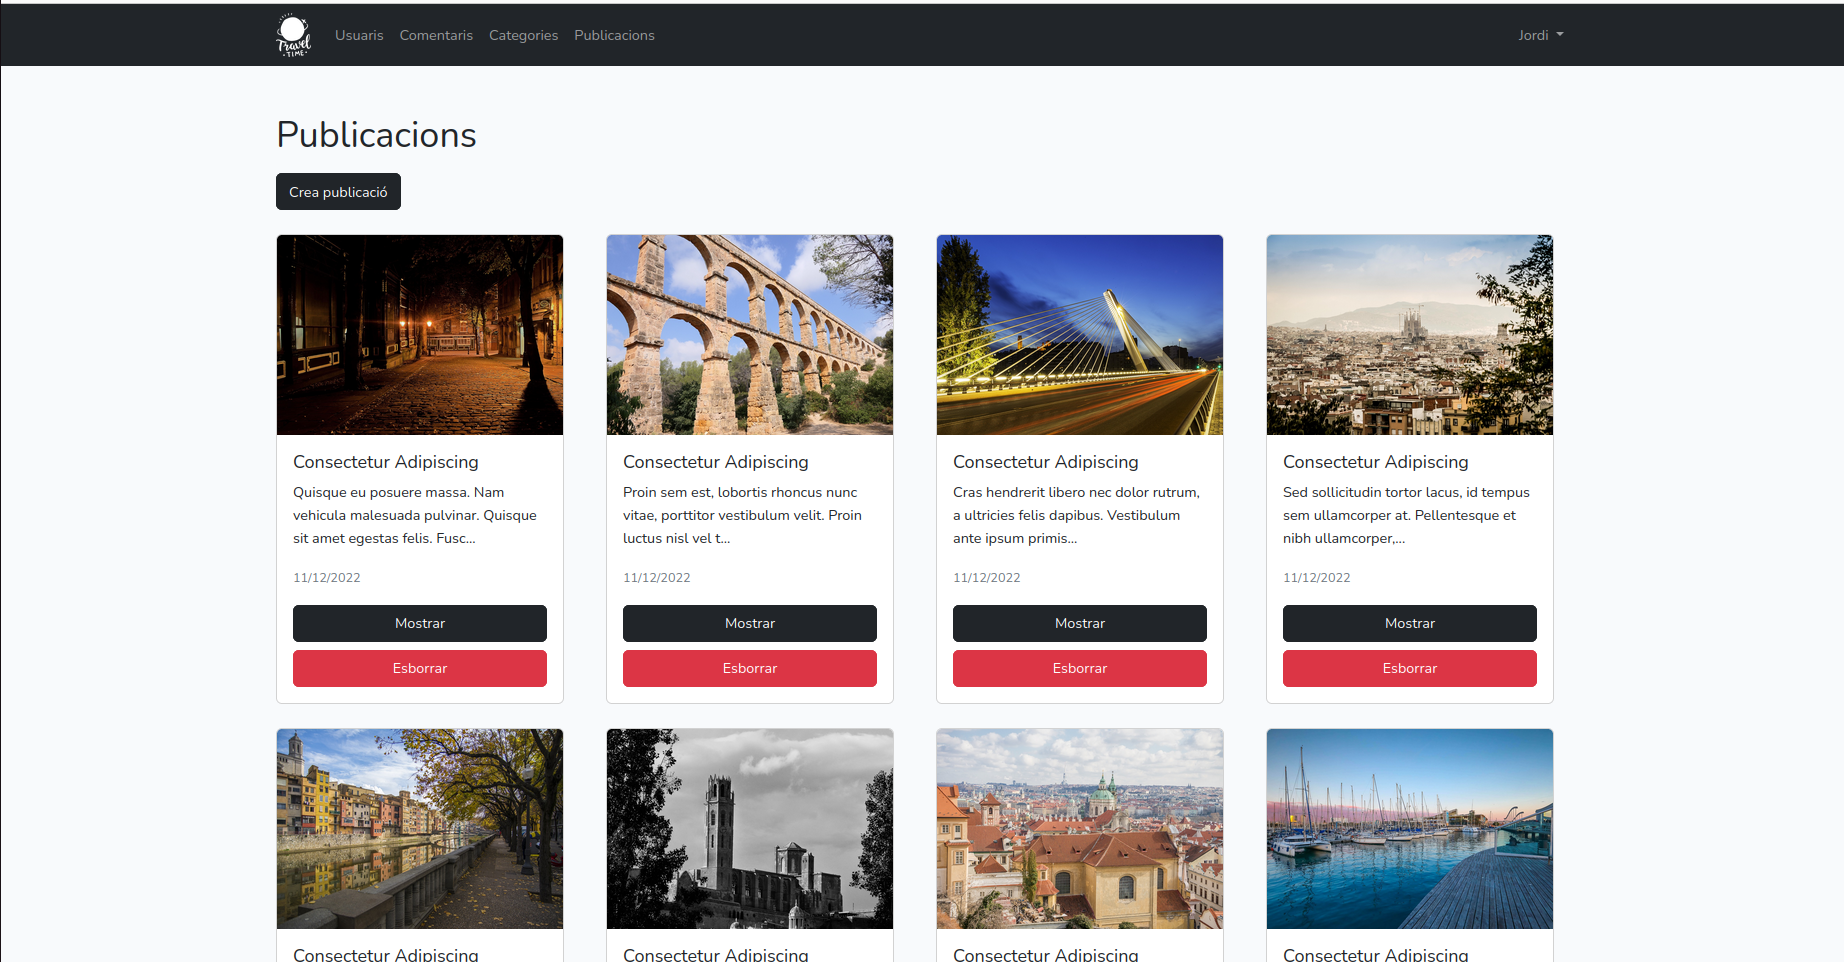 Travel
TIME
Usuaris Comentaris Categories Publicacions Jordi
Publicacions
Crea publicació
Consectetur Adipiscing
Quisque eu posuere massa. Nam
vehicula malesuada pulvinar. Quisque
sit amet egestas felis. Fusc...
11/12/2022
Mostrar
Esborrar
Consectetur Adipiscing
Proin sem est, lobortis rhoncus nunc
vitae, porttitor vestibulum velit. Proin
luctus nisl vel t...
11/12/2022
Mostrar
Esborrar
Consectetur Adipiscing
Cras hendrerit libero nec dolor rutrum,
a ultricies felis dapibus. Vestibulum
ante ipsum primis...
11/12/2022
Mostrar
Esborrar
Consectetur Adipiscing
Sed sollicitudin tortor lacus, id tempus
sem ullamcorper at. Pellentesque et
nibh ullamcorper,...
11/12/2022
Mostrar
Esborrar
Consectetur Adipiscing
Consectetur Adipiscing
Consectetur Adipiscing
Consectetur Adipiscing